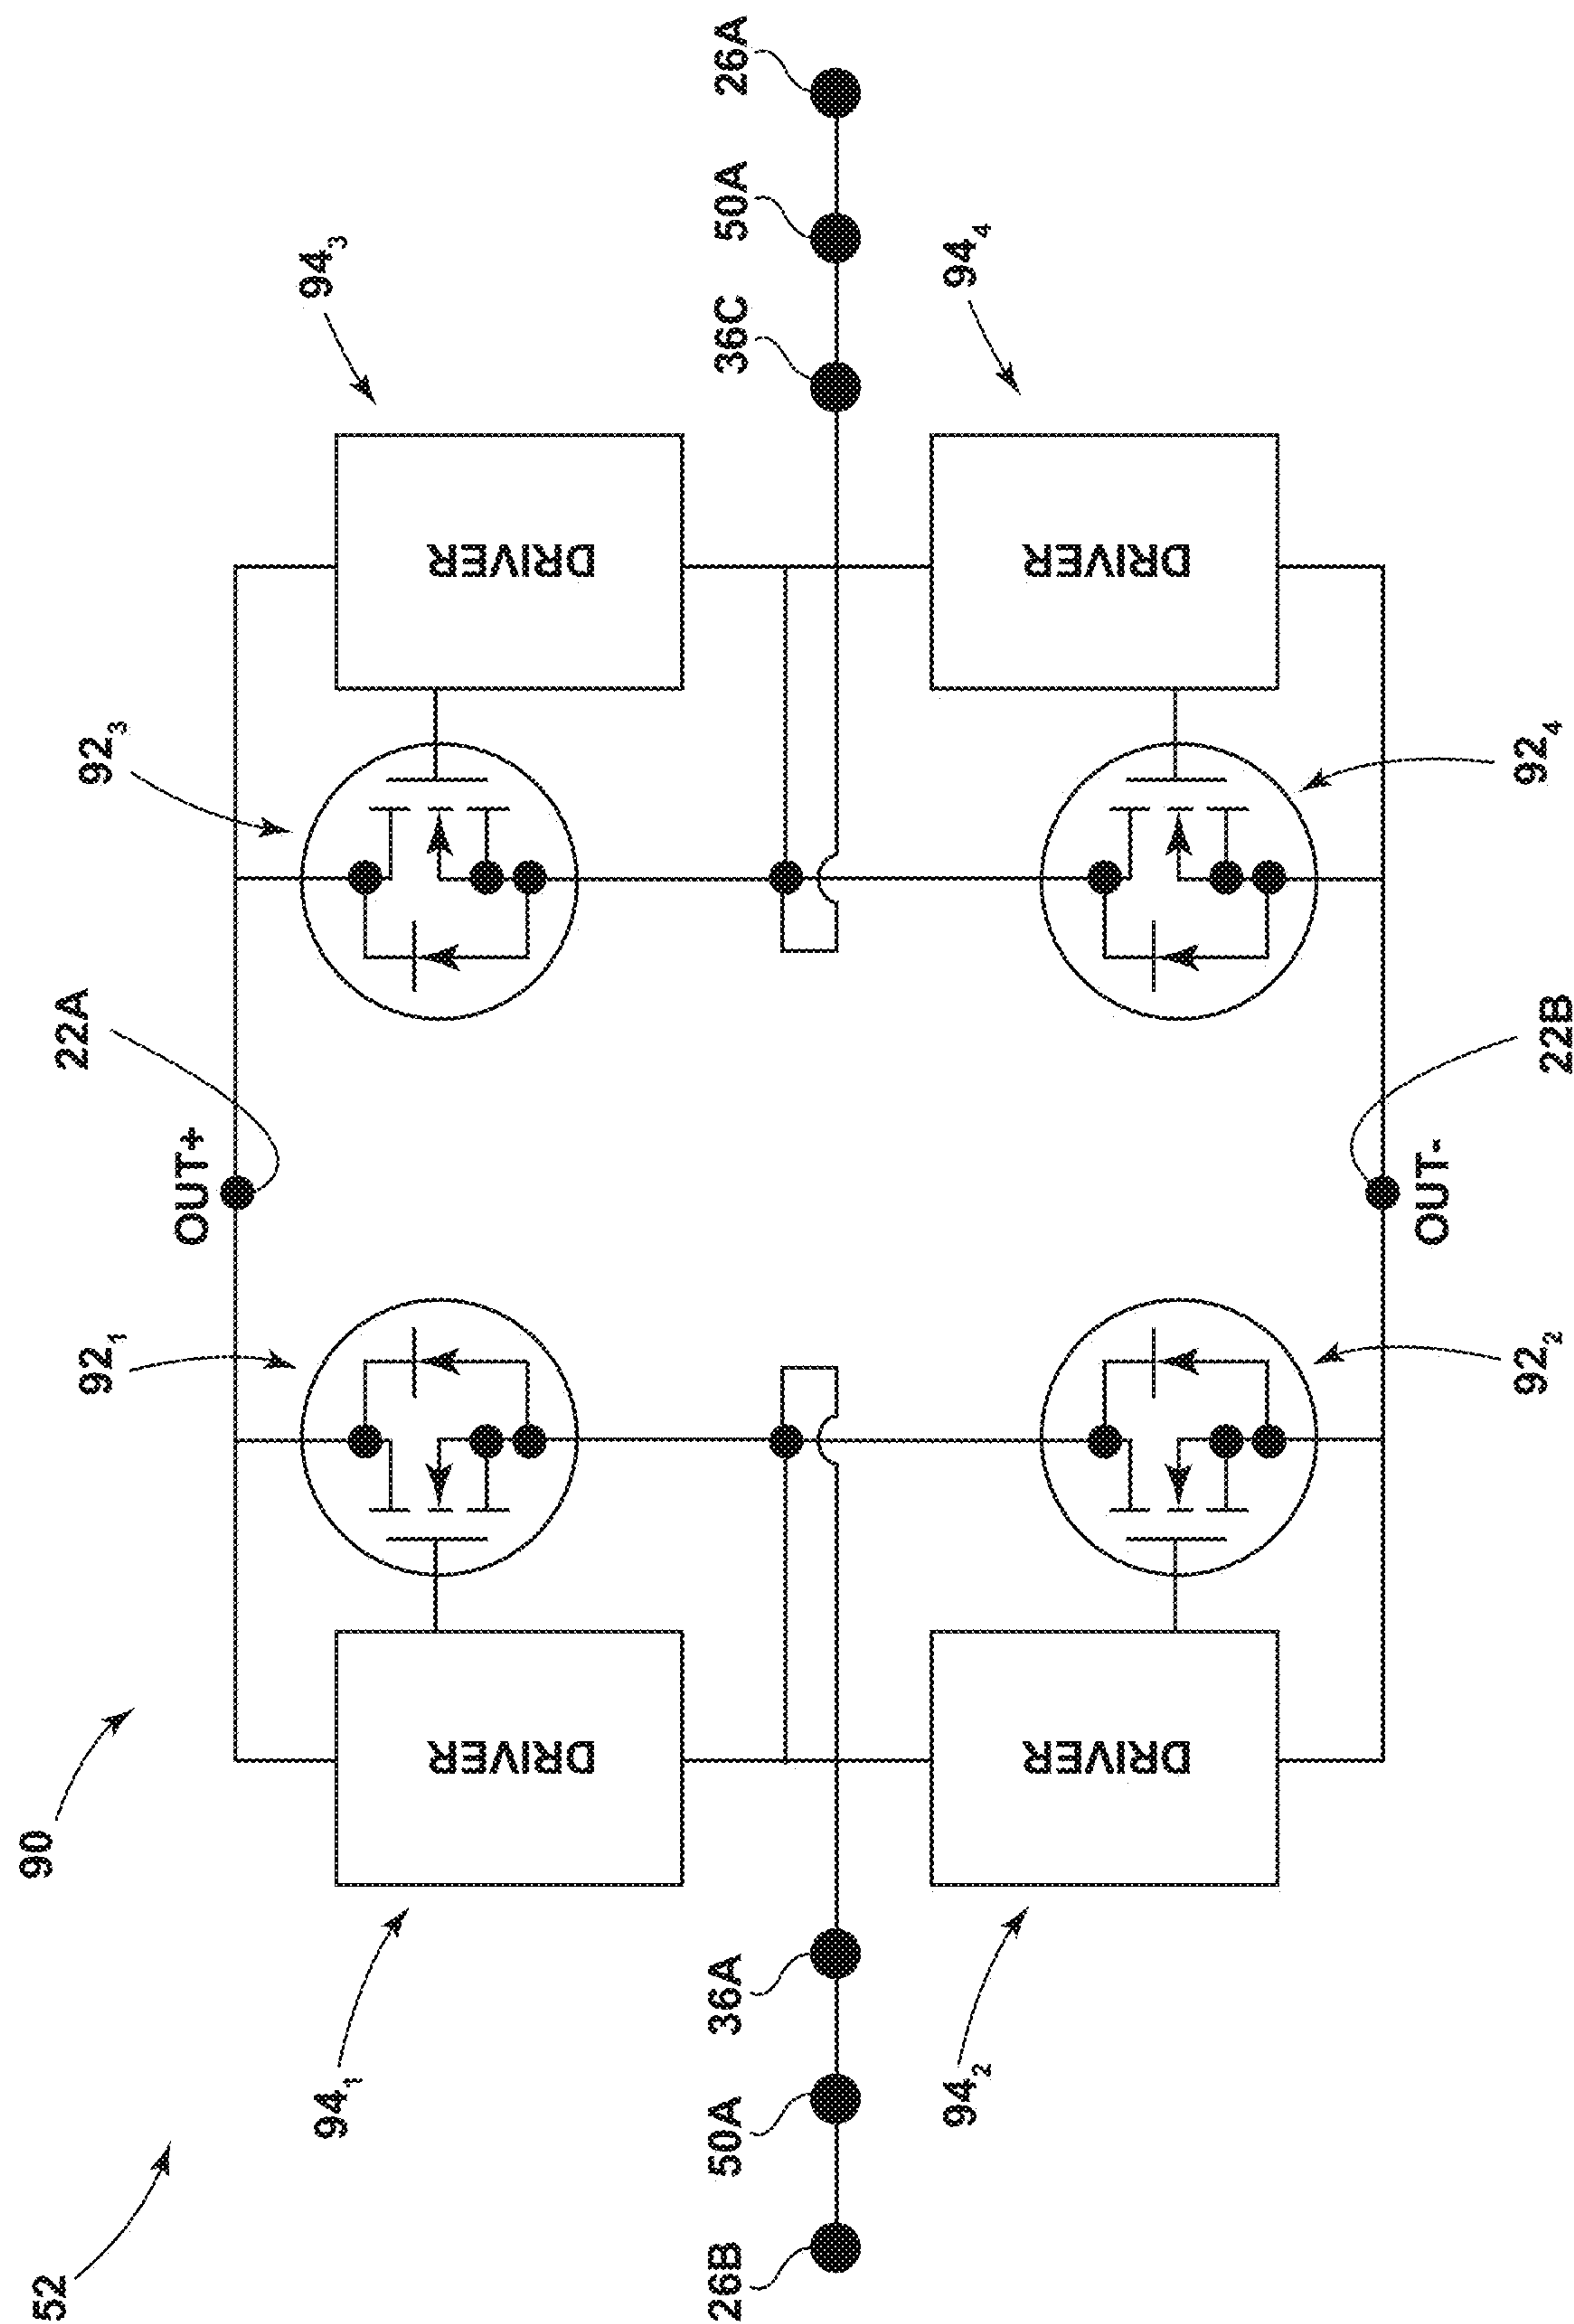 52
90
22A
92₁
92₃
OUT+
94₁
94₃
DRIVER
DRIVER
26B
50A
36A
36C
50A
26A
94₂
94₄
DRIVER
DRIVER
OUT-
92₂
92₄
22B